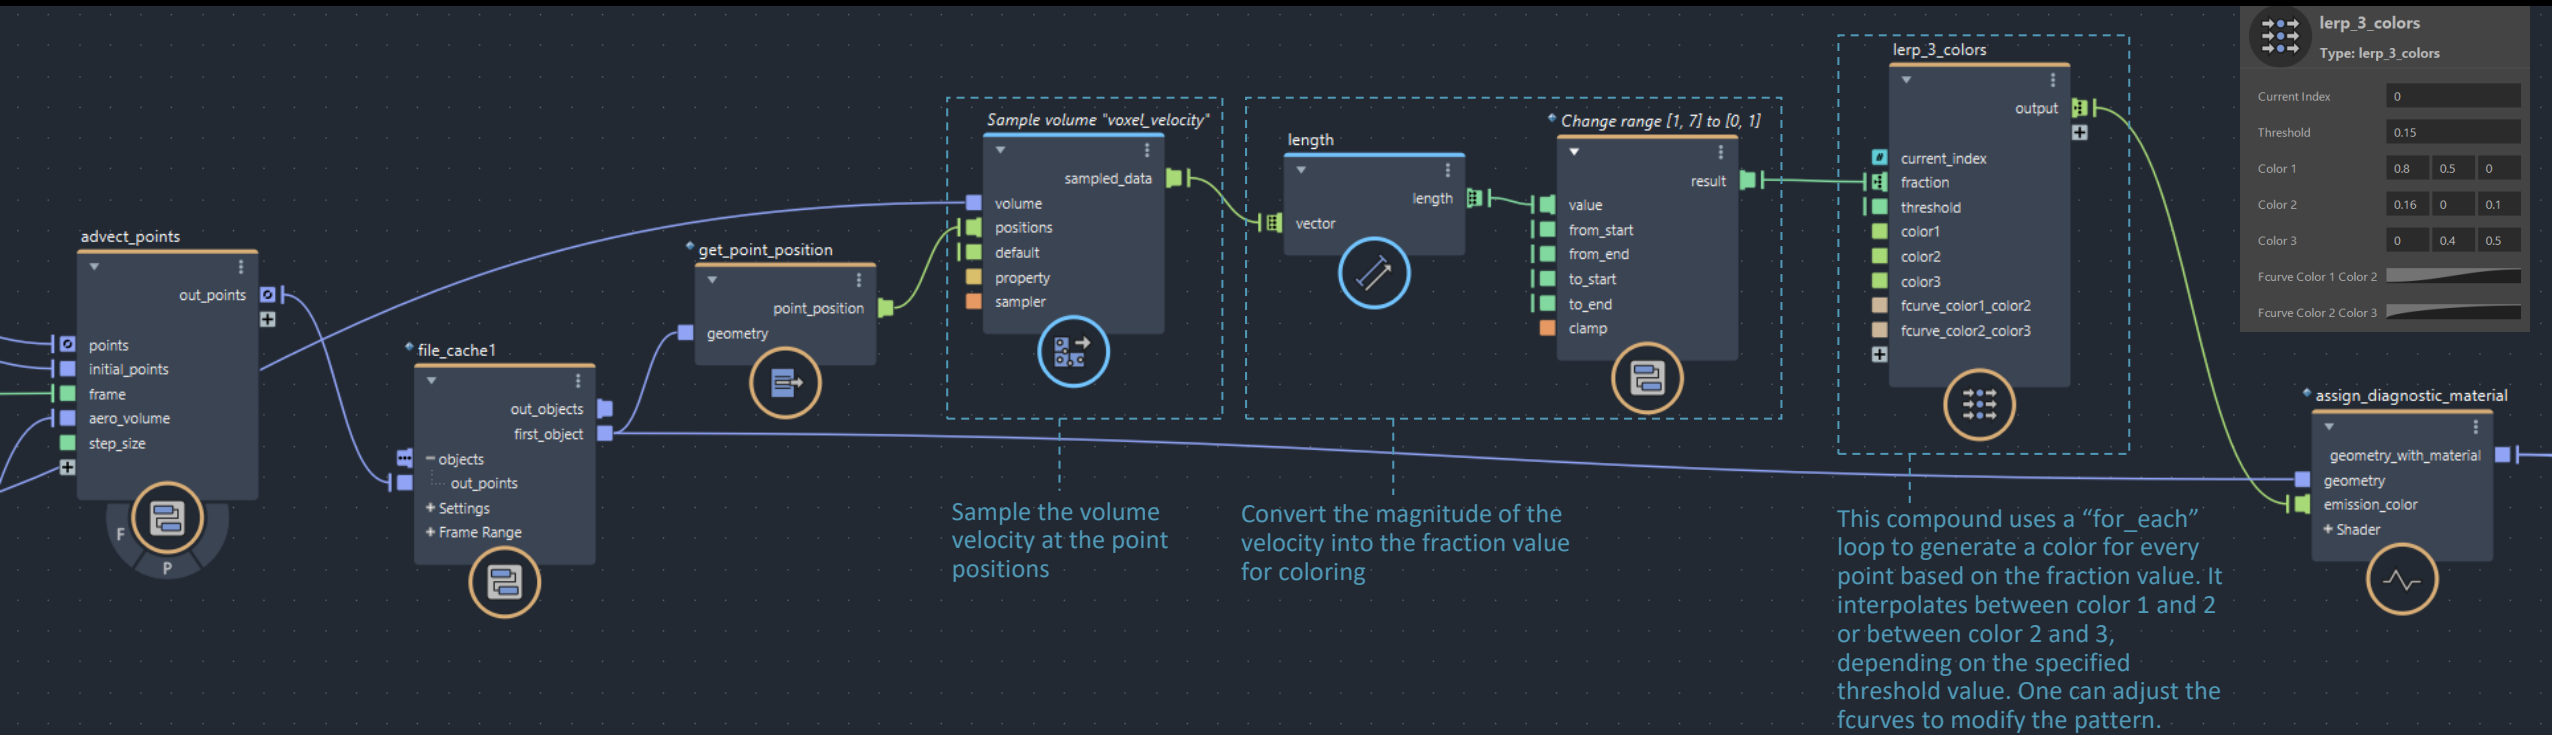 advect_points
out_points
points
initial_points
frame
aero_volume
step_size
F
P
file_cache1
out_objects
first_object
objects
out_points
Settings
Frame Range
get_point_position
point_position
geometry
Sample volume "voxel_velocity"
sampled_data
volume
positions
default
property
sampler
Sample the volume
velocity at the point
positions
length
length
vector
Change range [1, 7] to [0, 1]
result
value
from_start
from_end
to_start
to_end
clamp
Convert the magnitude of the
velocity into the fraction value
for coloring
lerp_3_colors
output
current_index
fraction
threshold
color1
color2
color3
fcurve_color1_color2
fcurve_color2_color3
This compound uses a “for_each”
loop to generate a color for every
point based on the fraction value. It
interpolates between color 1 and 2
or between color 2 and 3,
depending on the specified
threshold value. One can adjust the
fcurves to modify the pattern.
lerp_3_colors
Type: lerp_3_colors
Current Index 0
Threshold 0.15
Color 1 0.8 0.5 0
Color 2 0.16 0 0.1
Color 3 0 0.4 0.5
Fcurve Color 1 Color 2
Fcurve Color 2 Color 3
assign_diagnostic_material
geometry_with_material
geometry
emission_color
Shader